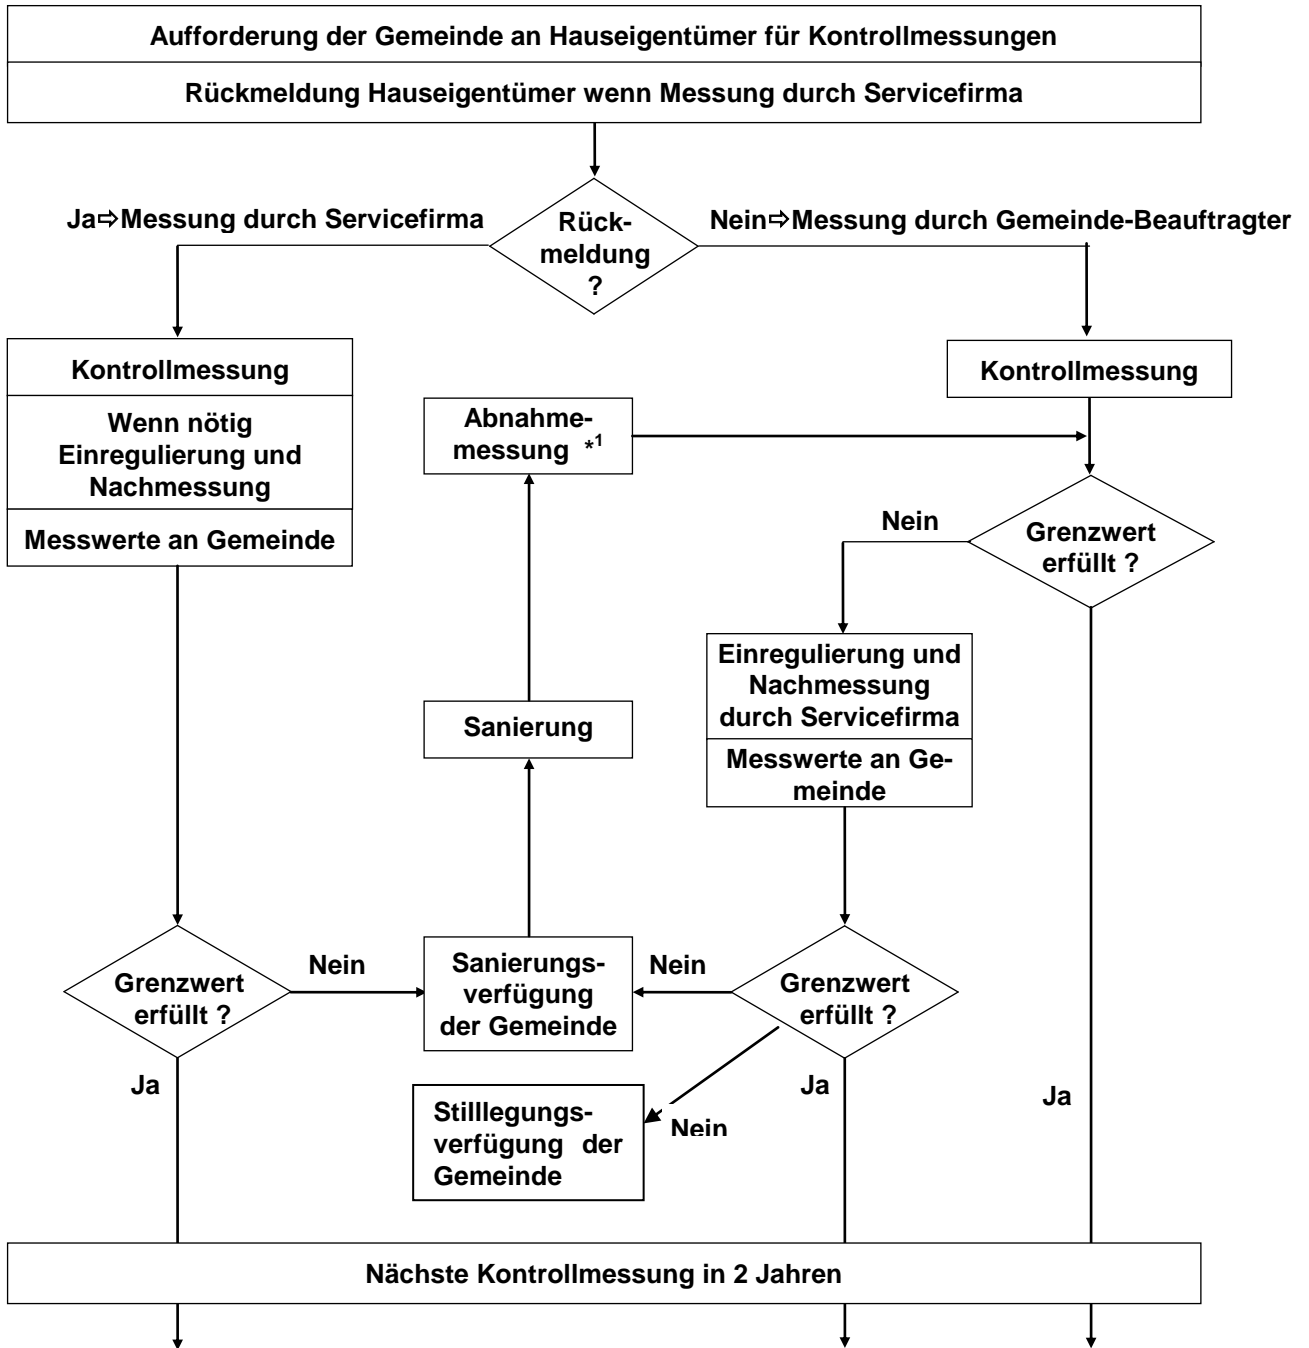 Aufforderung der Gemeinde an Hauseigentümer für Kontrollmessungen
Rückmeldung Hauseigentümer wenn Messung durch Servicefirma
Ja⇨Messung durch Servicefirma
Rück-
meldung
?
Nein⇨Messung durch Gemeinde-Beauftragter
Kontrollmessung
Wenn nötig
Einregulierung und
Nachmessung
Messwerte an Gemeinde
Abnahme-
messung *1
Kontrollmessung
Nein
Grenzwert
erfüllt ?
Einregulierung und
Nachmessung
durch Servicefirma
Messwerte an Ge-
meinde
Sanierung
Grenzwert
erfüllt ?
Nein
Sanierungs-
verfügung
der Gemeinde
Nein
Grenzwert
erfüllt ?
Ja
Stilllegungs-
verfügung der
Gemeinde
Nein
Ja
Ja
Nächste Kontrollmessung in 2 Jahren